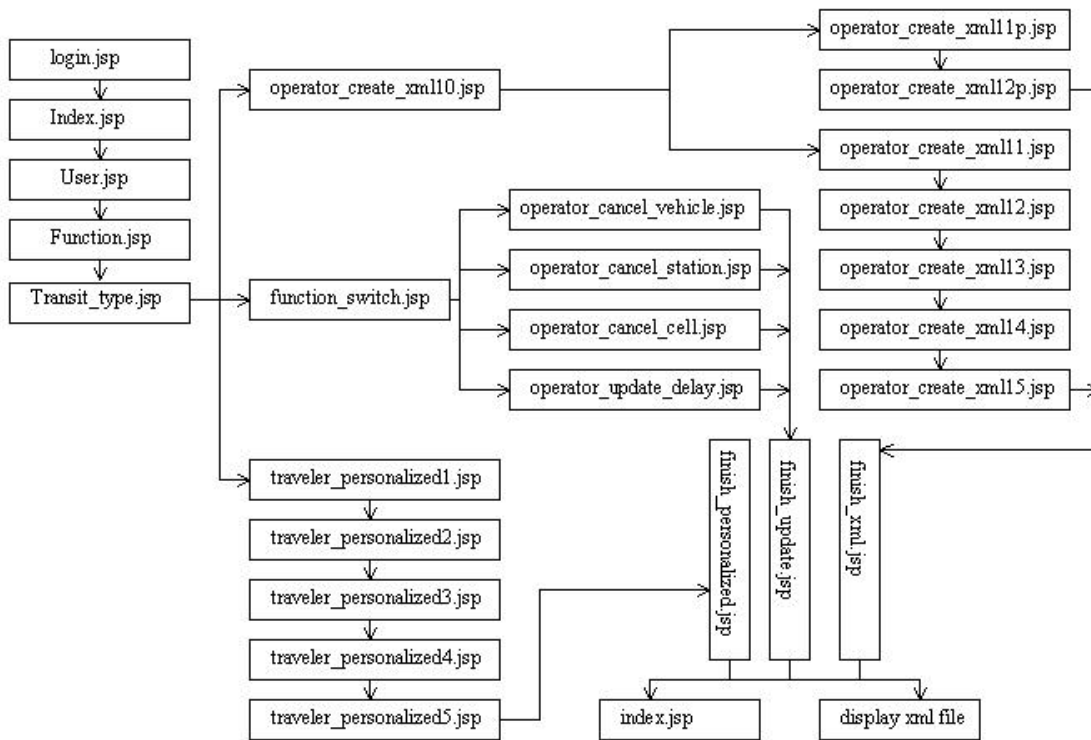 login.jsp
Index.jsp
User.jsp
Function.jsp
Transit_type.jsp
operator_create_xml10.jsp
function_switch.jsp
operator_cancel_vehicle.jsp
operator_cancel_station.jsp
operator_cancel_cell.jsp
operator_update_delay.jsp
operator_create_xml11p.jsp
operator_create_xml12p.jsp
operator_create_xml11.jsp
operator_create_xml12.jsp
operator_create_xml13.jsp
operator_create_xml14.jsp
operator_create_xml15.jsp
traveler_personalized1.jsp
traveler_personalized2.jsp
traveler_personalized3.jsp
traveler_personalized4.jsp
traveler_personalized5.jsp
finish_personalized.jsp
finish_update.jsp
finish_xml.jsp
index.jsp
display xml file